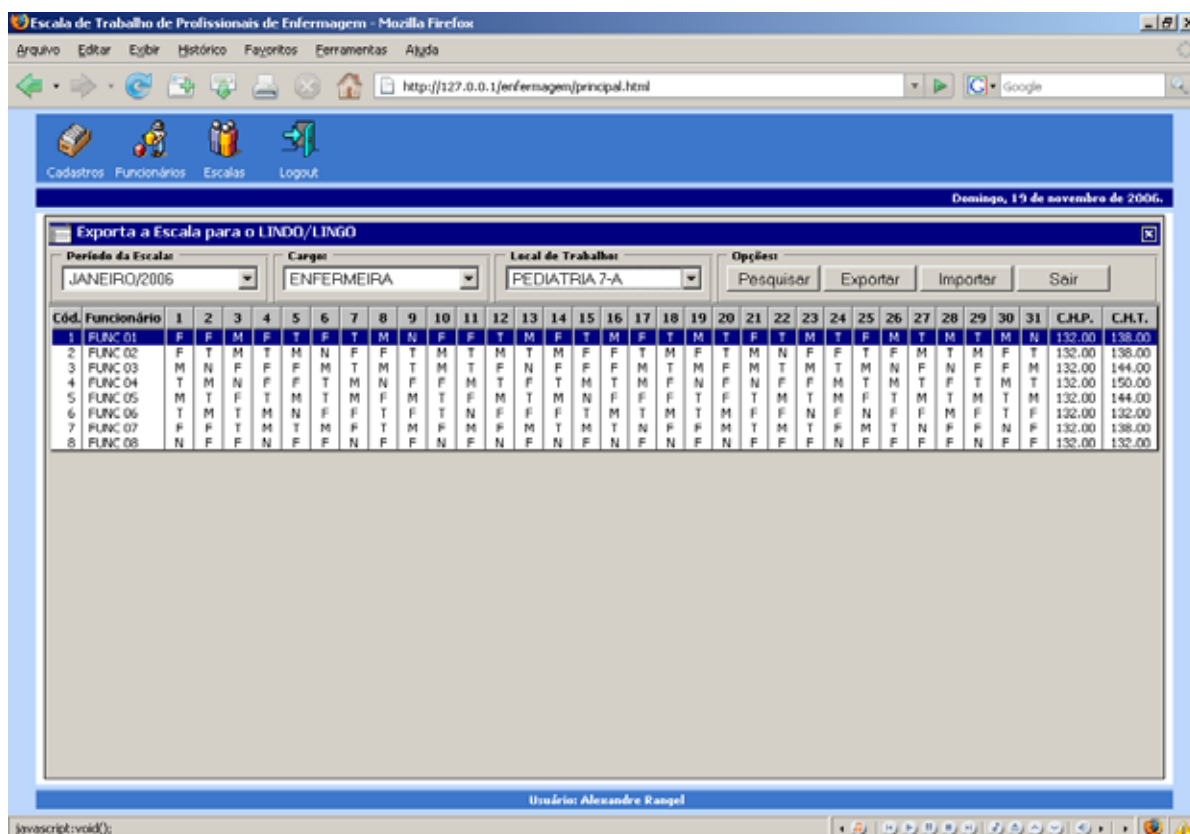 Escala de Trabalho de Profissionais de Enfermagem - Mozilla Firefox
Arquivo Editar Exibir Histórico Favoritos Ferramentas Ajuda
http://127.0.0.1/enfermagem/principal.html Google
Cadastros Funcionários Escalas Logout
Domingo, 19 de novembro de 2006.
Exporta a Escala para o LINDO/LINGO
Período da Escala: Cargo: Local de Trabalho: Opções:
JANEIRO/2006 ENFERMEIRA PEDIATRIA 7-A Pesquisar Exportar Importar Sair
Cód. Funcionário 1 2 3 4 5 6 7 8 9 10 11 12 13 14 15 16 17 18 19 20 21 22 23 24 25 26 27 28 29 30 31 C.H.P. C.H.T.
1 FUNC 01 F F M F T F T M N F F T M F T M F T M T F T M T F M T M T M N 132.00 138.00
2 FUNC 02 F T M T M N F F T M T M T M F F T M F T M N F F T F M T M F T 132.00 138.00
3 FUNC 03 M N F F F M T M T M T F N F F F M T M F M T M T M N F N F F M 132.00 144.00
4 FUNC 04 T M N F F T M N F F M T F T M T M F N F N F F M T M T F T M T 132.00 150.00
5 FUNC 05 M T F T M T M F M T F M T M N F F F T F T M T M F T M T M T M 132.00 144.00
6 FUNC 06 T M T M N F F T F T N F F F T M T M T M F F N F N F F M F T F 132.00 132.00
7 FUNC 07 F F T M T M F T M F M F M T M T N F F M T M T F M T N F F N F 132.00 138.00
8 FUNC 08 N F F N F F N F F N F N F F N F F N F N F F F N F F F F N F F 132.00 132.00
Usuário: Alexandre Rangel
javascript:void();